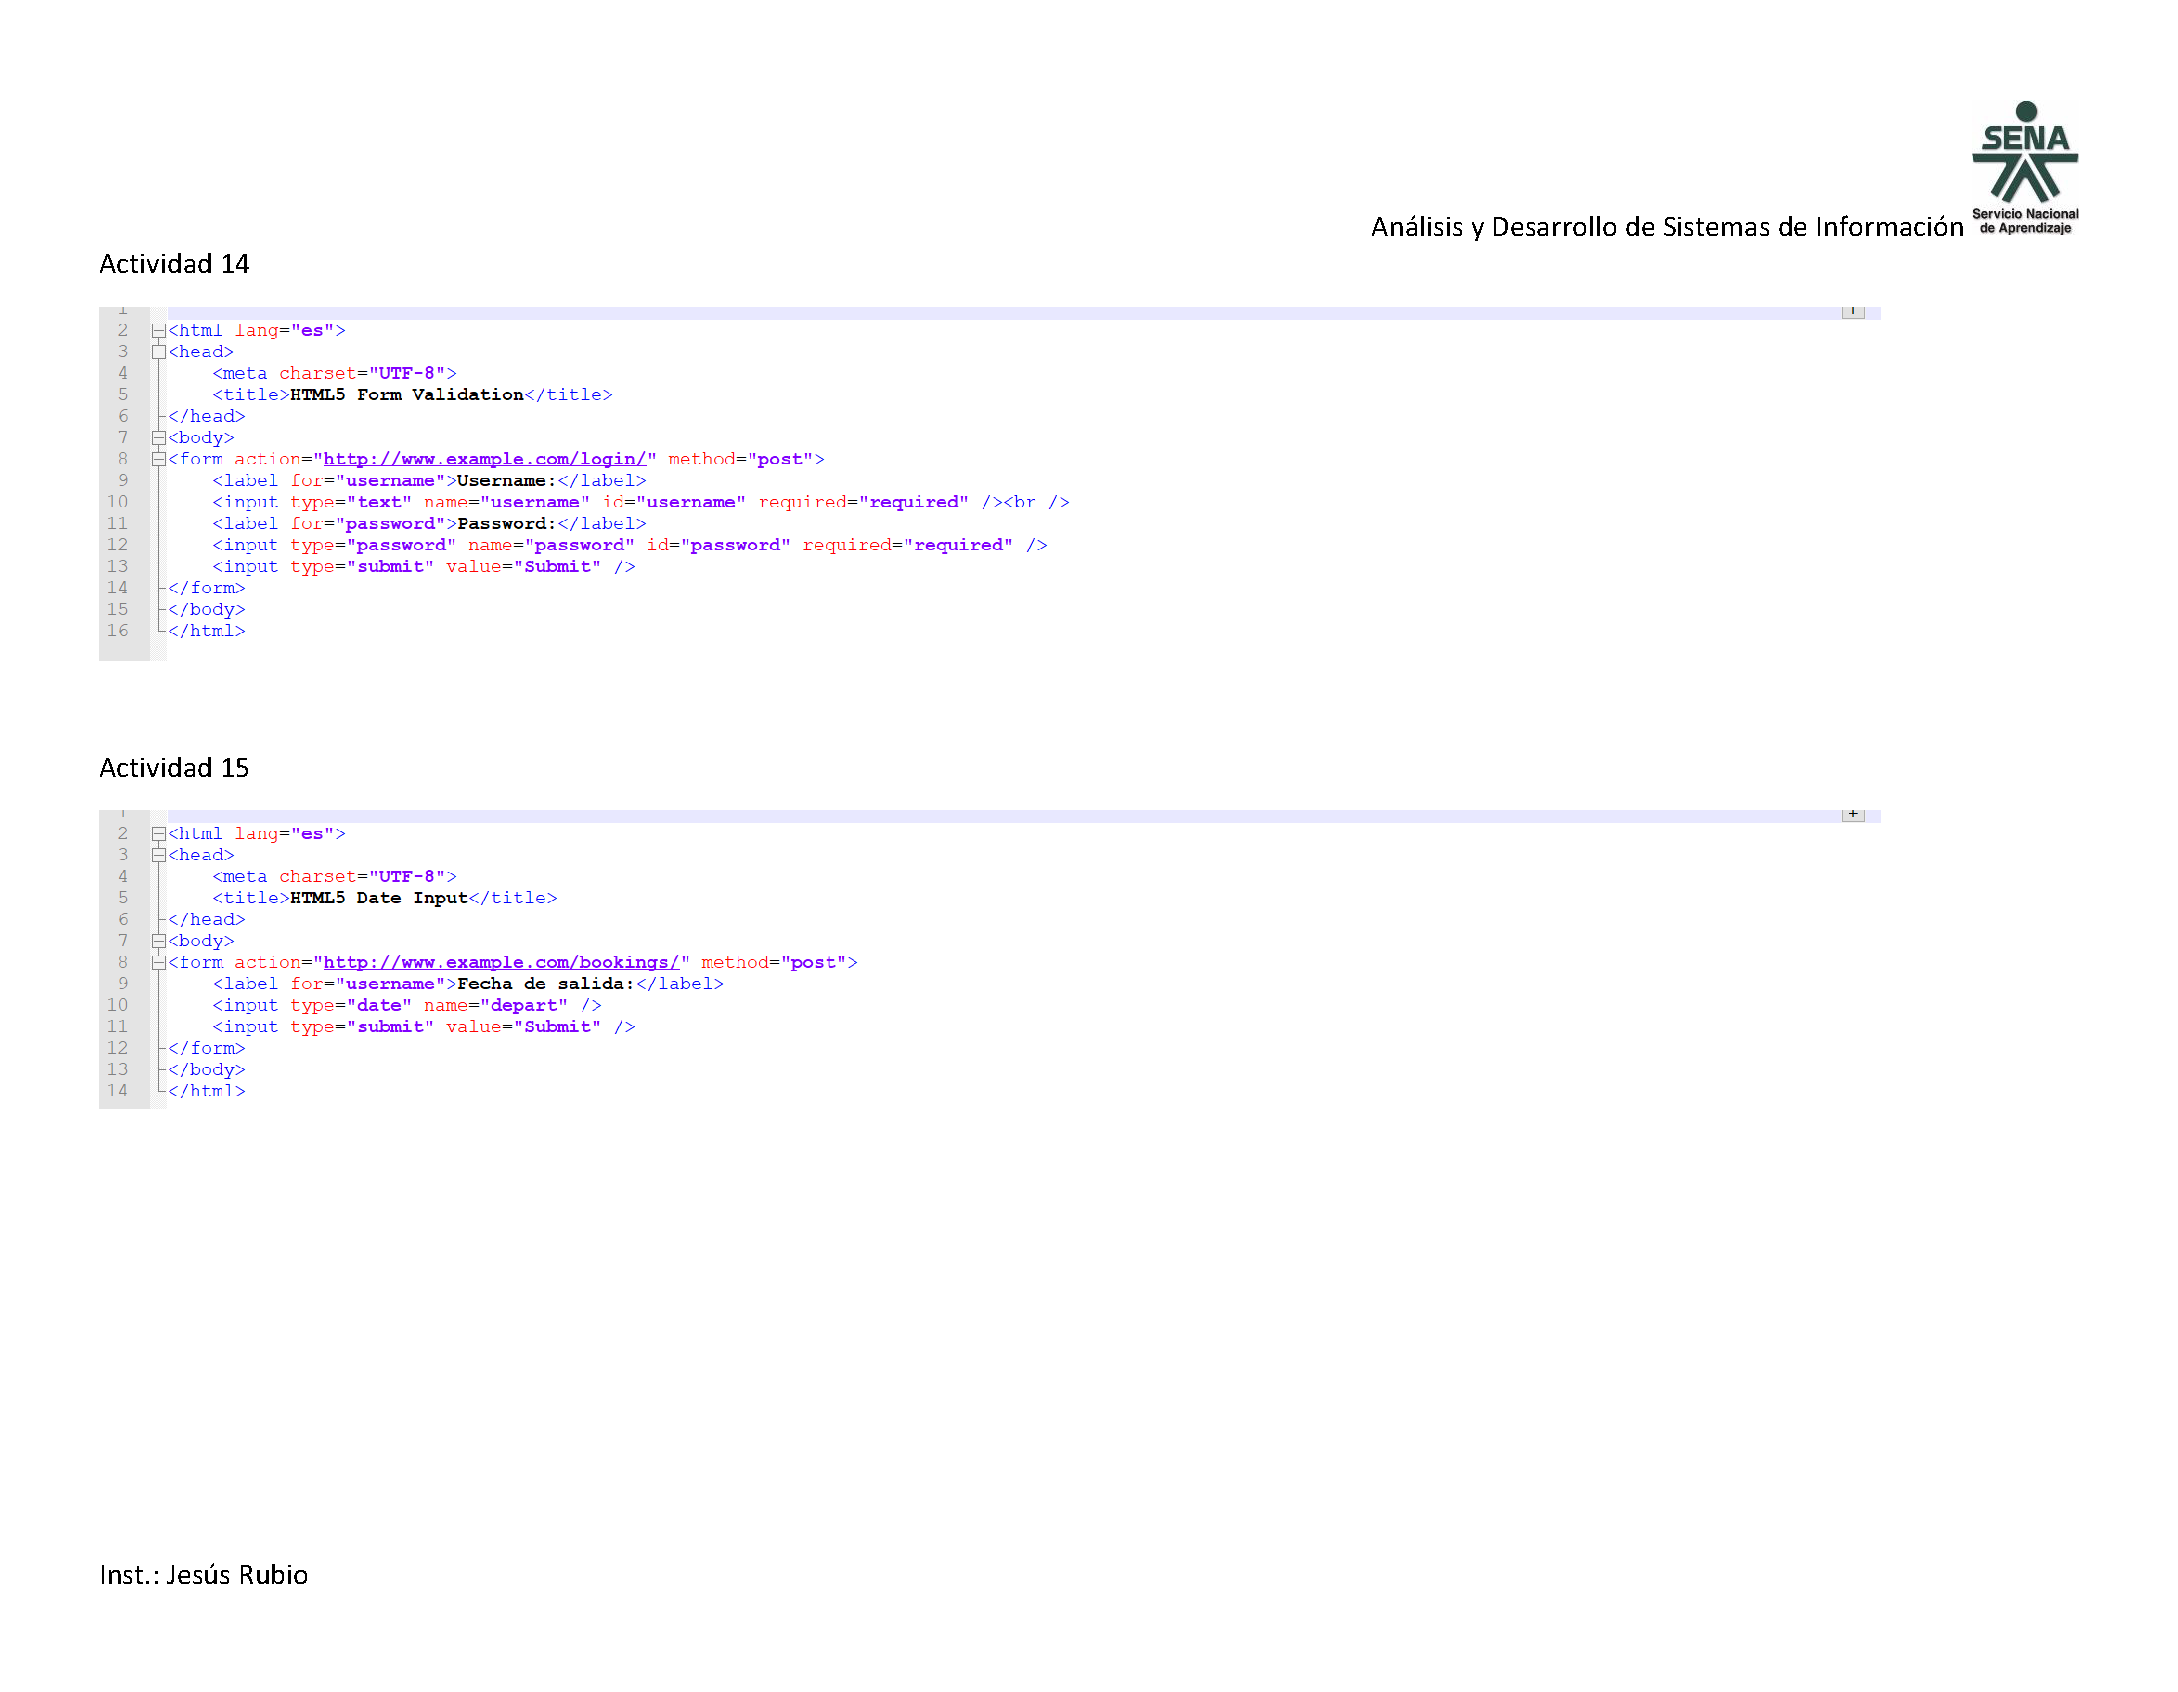 SENA
Servicio Nacional
de Aprendizaje
Análisis y Desarrollo de Sistemas de Información
Actividad 14
1
2 <html lang="es">
3 <head>
4 <meta charset="UTF-8">
5 <title>HTML5 Form Validation</title>
6 </head>
7 <body>
8 <form action="http://www.example.com/login/" method="post">
9 <label for="username">Username:</label>
10 <input type="text" name="username" id="username" required="required" /><br />
11 <label for="password">Password:</label>
12 <input type="password" name="password" id="password" required="required" />
13 <input type="submit" value="Submit" />
14 </form>
15 </body>
16 </html>
Actividad 15
1
2 <html lang="es">
3 <head>
4 <meta charset="UTF-8">
5 <title>HTML5 Date Input</title>
6 </head>
7 <body>
8 <form action="http://www.example.com/bookings/" method="post">
9 <label for="username">Fecha de salida:</label>
10 <input type="date" name="depart" />
11 <input type="submit" value="Submit" />
12 </form>
13 </body>
14 </html>
Inst.: Jesús Rubio